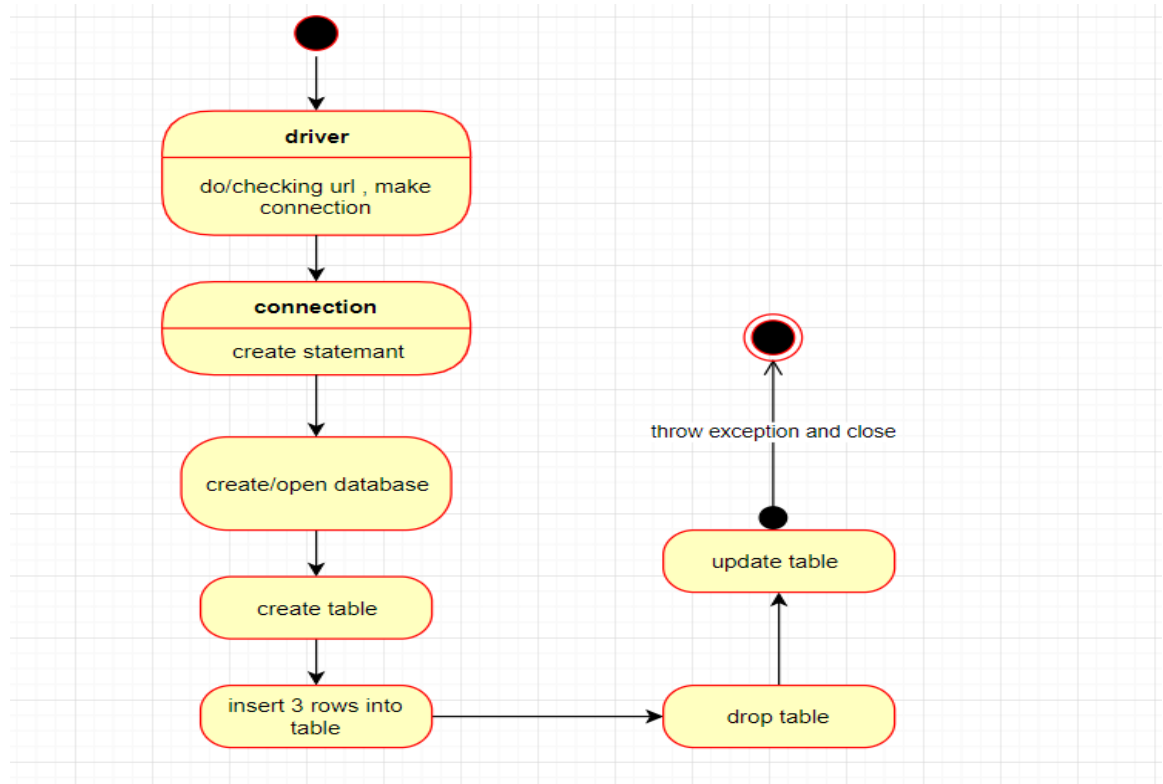 driver
do/checking url , make
connection
connection
create statemant
create/open database
create table
insert 3 rows into
table
drop table
update table
throw exception and close